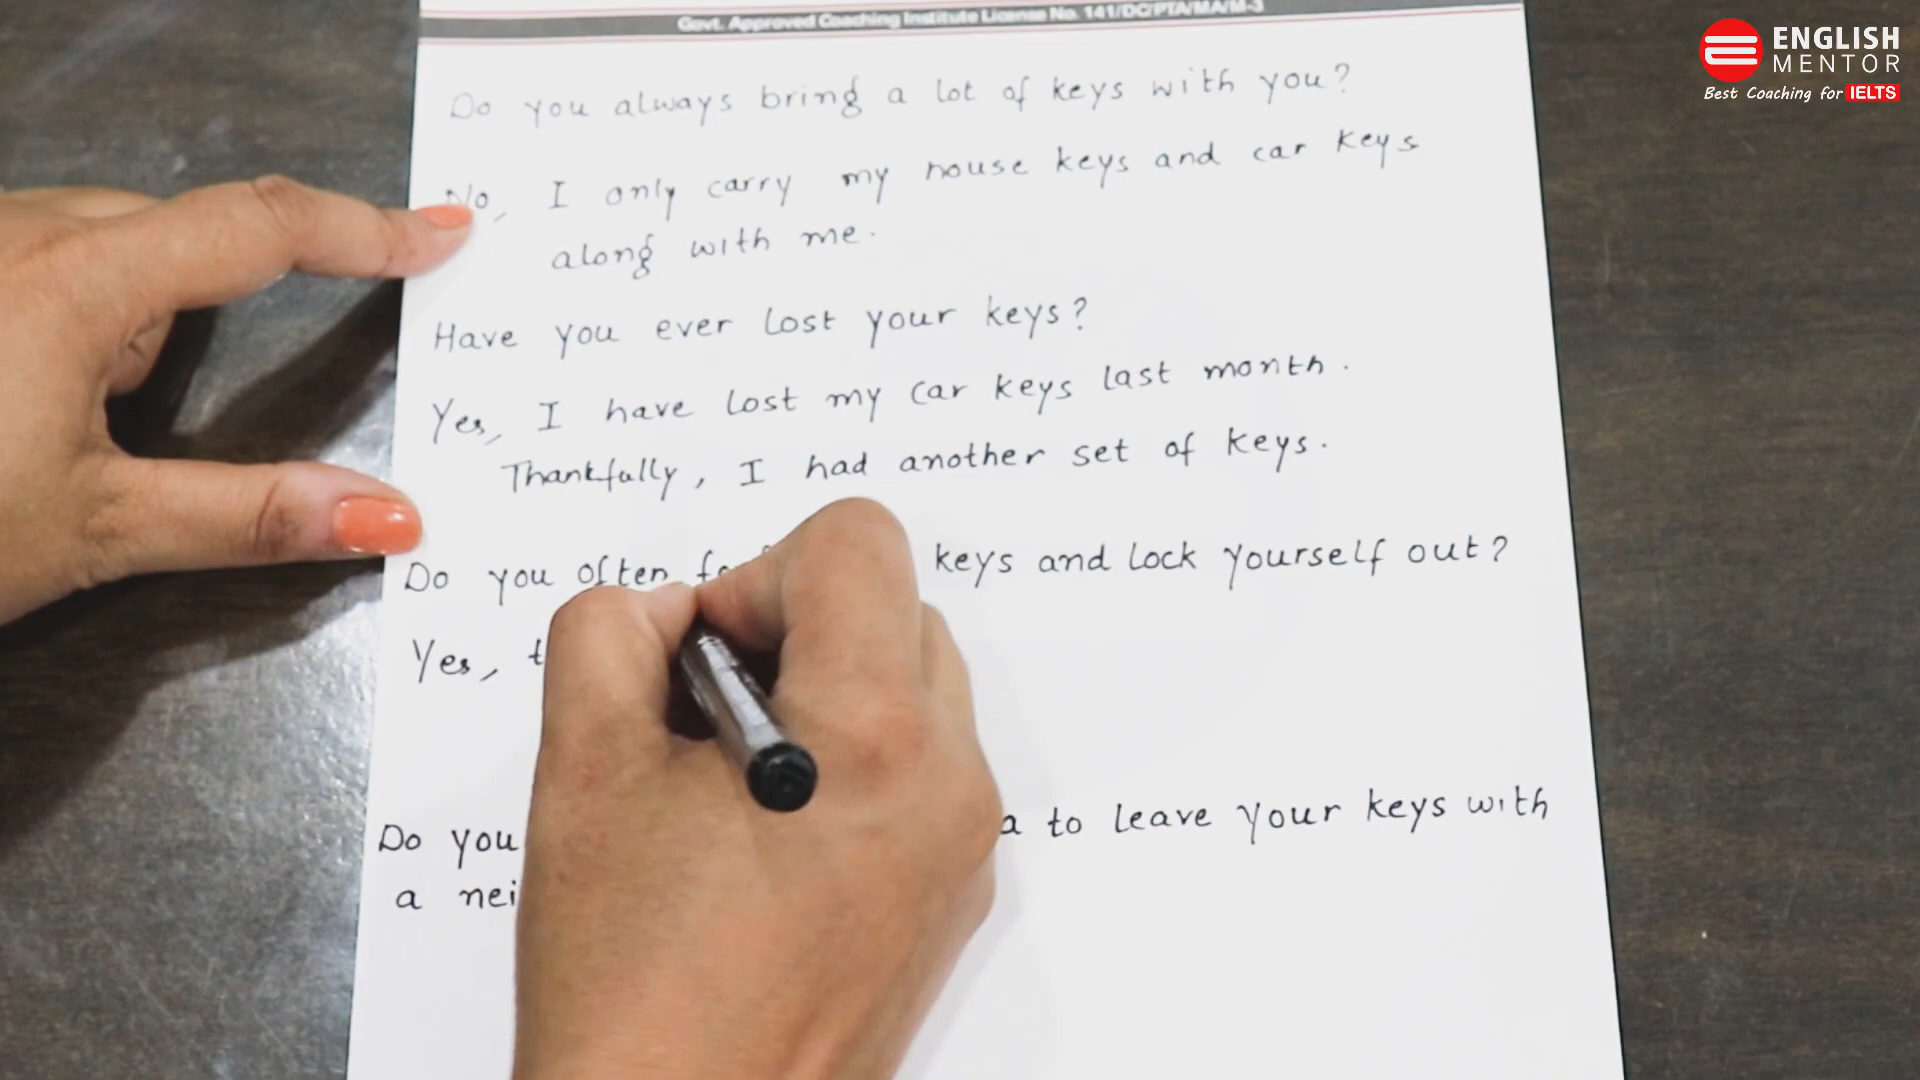 Govt. Approved Coaching Institute License No. 141/DC/PTA/MA/M-3
ENGLISH
MENTOR
Best Coaching for IELTS
Do you always bring a lot of keys with you?
No, I only carry my house keys and car keys
along with me.
Have you ever lost your keys?
Yes, I have lost my car keys last month.
Thankfully, I had another set of keys.
Do you often keys and lock yourself out?
Yes,
Do you to leave your keys with
a